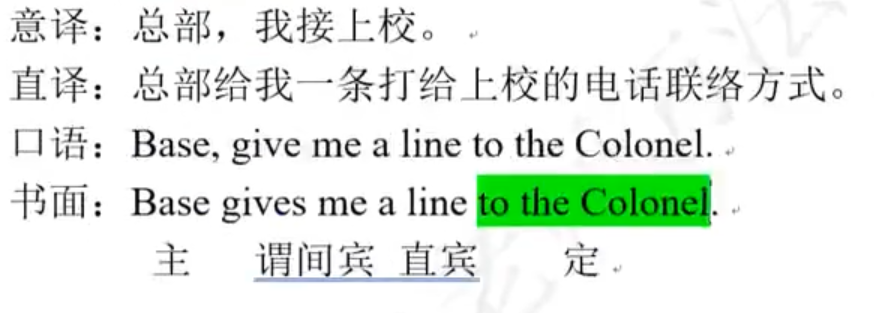 意译：总部，我接上校。
直译：总部给我一条打给上校的电话联络方式。
口语：Base, give me a line to the Colonel.
书面：Base gives me a line to the Colonel.
主 谓间宾 直宾 定